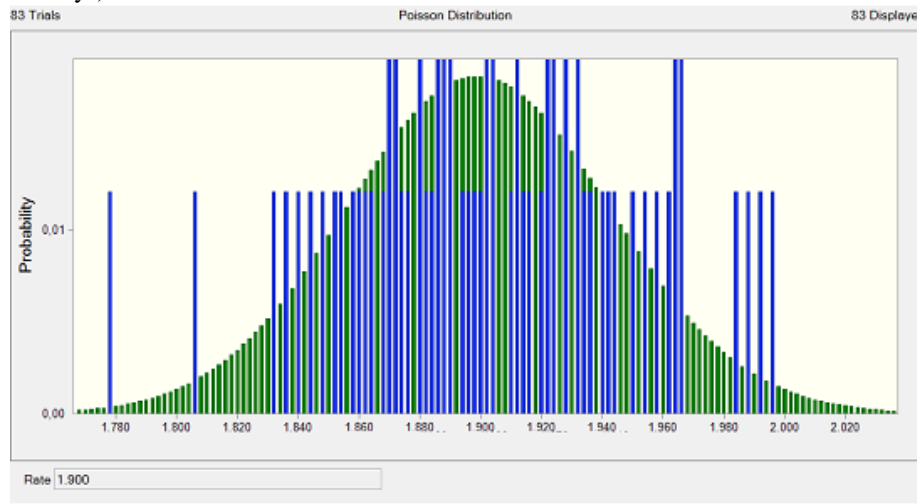 83 Trials Poisson Distribution 83 Displaye
Probability
0,01
0,00
1.780 1.800 1.820 1.840 1.860 1.880 1.900 1.920 1.940 1.960 1.980 2.000 2.020
Rate 1.900